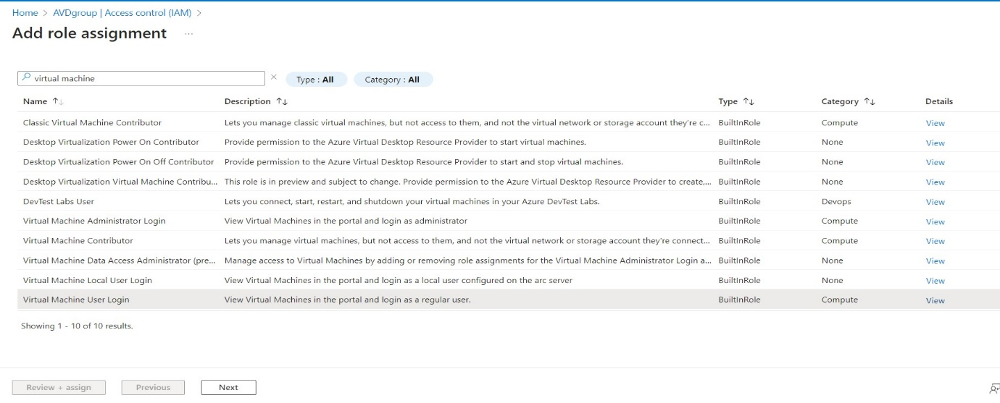 Home > AVDgroup | Access control (IAM) >
Add role assignment ...
virtual machine × Type : All Category : All
Name ↑↓ Description ↑↓ Type ↑↓ Category ↑↓ Details
Classic Virtual Machine Contributor Lets you manage classic virtual machines, but not access to them, and not the virtual network or storage account they're c... BuiltInRole Compute View
Desktop Virtualization Power On Contributor Provide permission to the Azure Virtual Desktop Resource Provider to start virtual machines. BuiltInRole None View
Desktop Virtualization Power On Off Contributor Provide permission to the Azure Virtual Desktop Resource Provider to start and stop virtual machines. BuiltInRole None View
Desktop Virtualization Virtual Machine Contribu... This role is in preview and subject to change. Provide permission to the Azure Virtual Desktop Resource Provider to create,... BuiltInRole None View
DevTest Labs User Lets you connect, start, restart, and shutdown your virtual machines in your Azure DevTest Labs. BuiltInRole Devops View
Virtual Machine Administrator Login View Virtual Machines in the portal and login as administrator BuiltInRole Compute View
Virtual Machine Contributor Lets you manage virtual machines, but not access to them, and not the virtual network or storage account they're connect... BuiltInRole Compute View
Virtual Machine Data Access Administrator (pre... Manage access to Virtual Machines by adding or removing role assignments for the Virtual Machine Administrator Login a... BuiltInRole None View
Virtual Machine Local User Login View Virtual Machines in the portal and login as a local user configured on the arc server BuiltInRole None View
Virtual Machine User Login View Virtual Machines in the portal and login as a regular user. BuiltInRole Compute View
Showing 1 - 10 of 10 results.
Review + assign Previous Next